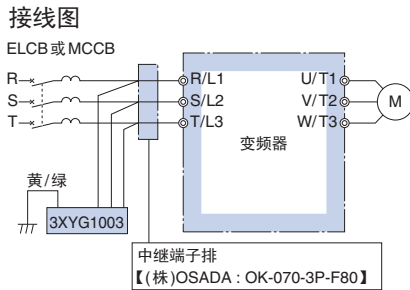 接线图
ELCB或MCCB
R
S
T
R/L1
S/L2
T/L3
U/T1
V/T2
W/T3
M
变频器
黄/绿
3XYG1003
中继端子排
【(株)OSADA : OK-070-3P-F80】